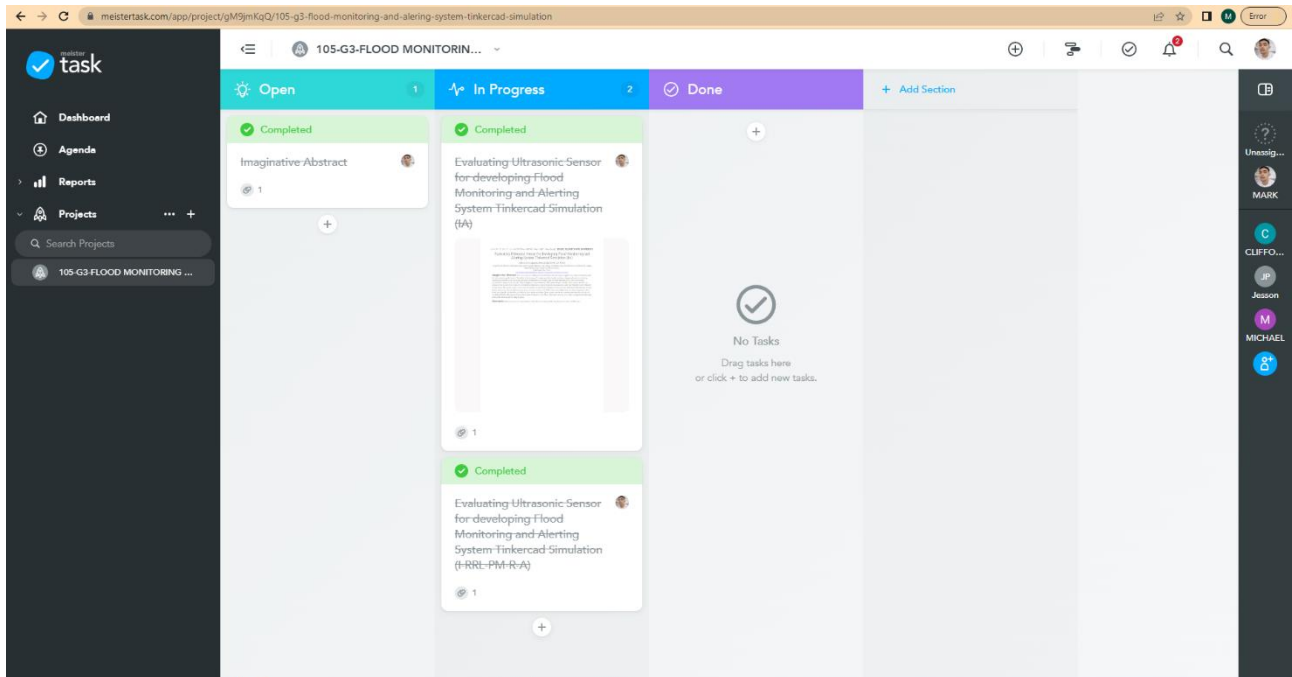 meistertask.com/app/project/gM9jmKqQ/105-g3-flood-monitoring-and-alering-system-tinkercad-simulation
M
Error
meister
task
105-G3-FLOOD MONITORIN...
2
Dashboard
Agenda
Reports
Projects
Search Projects
105-G3-FLOOD MONITORING ...
Open
1
Completed
Imaginative Abstract
1
In Progress
2
Completed
Evaluating Ultrasonic Sensor
for developing Flood
Monitoring and Alerting
System Tinkercad Simulation
(IA)
1
Completed
Evaluating Ultrasonic Sensor
for developing Flood
Monitoring and Alerting
System Tinkercad Simulation
(I-RRL-PM-R-A)
1
Done
No Tasks
Drag tasks here
or click + to add new tasks.
+ Add Section
Unassig...
MARK
C
CLIFFO...
JP
Jesson
M
MICHAEL